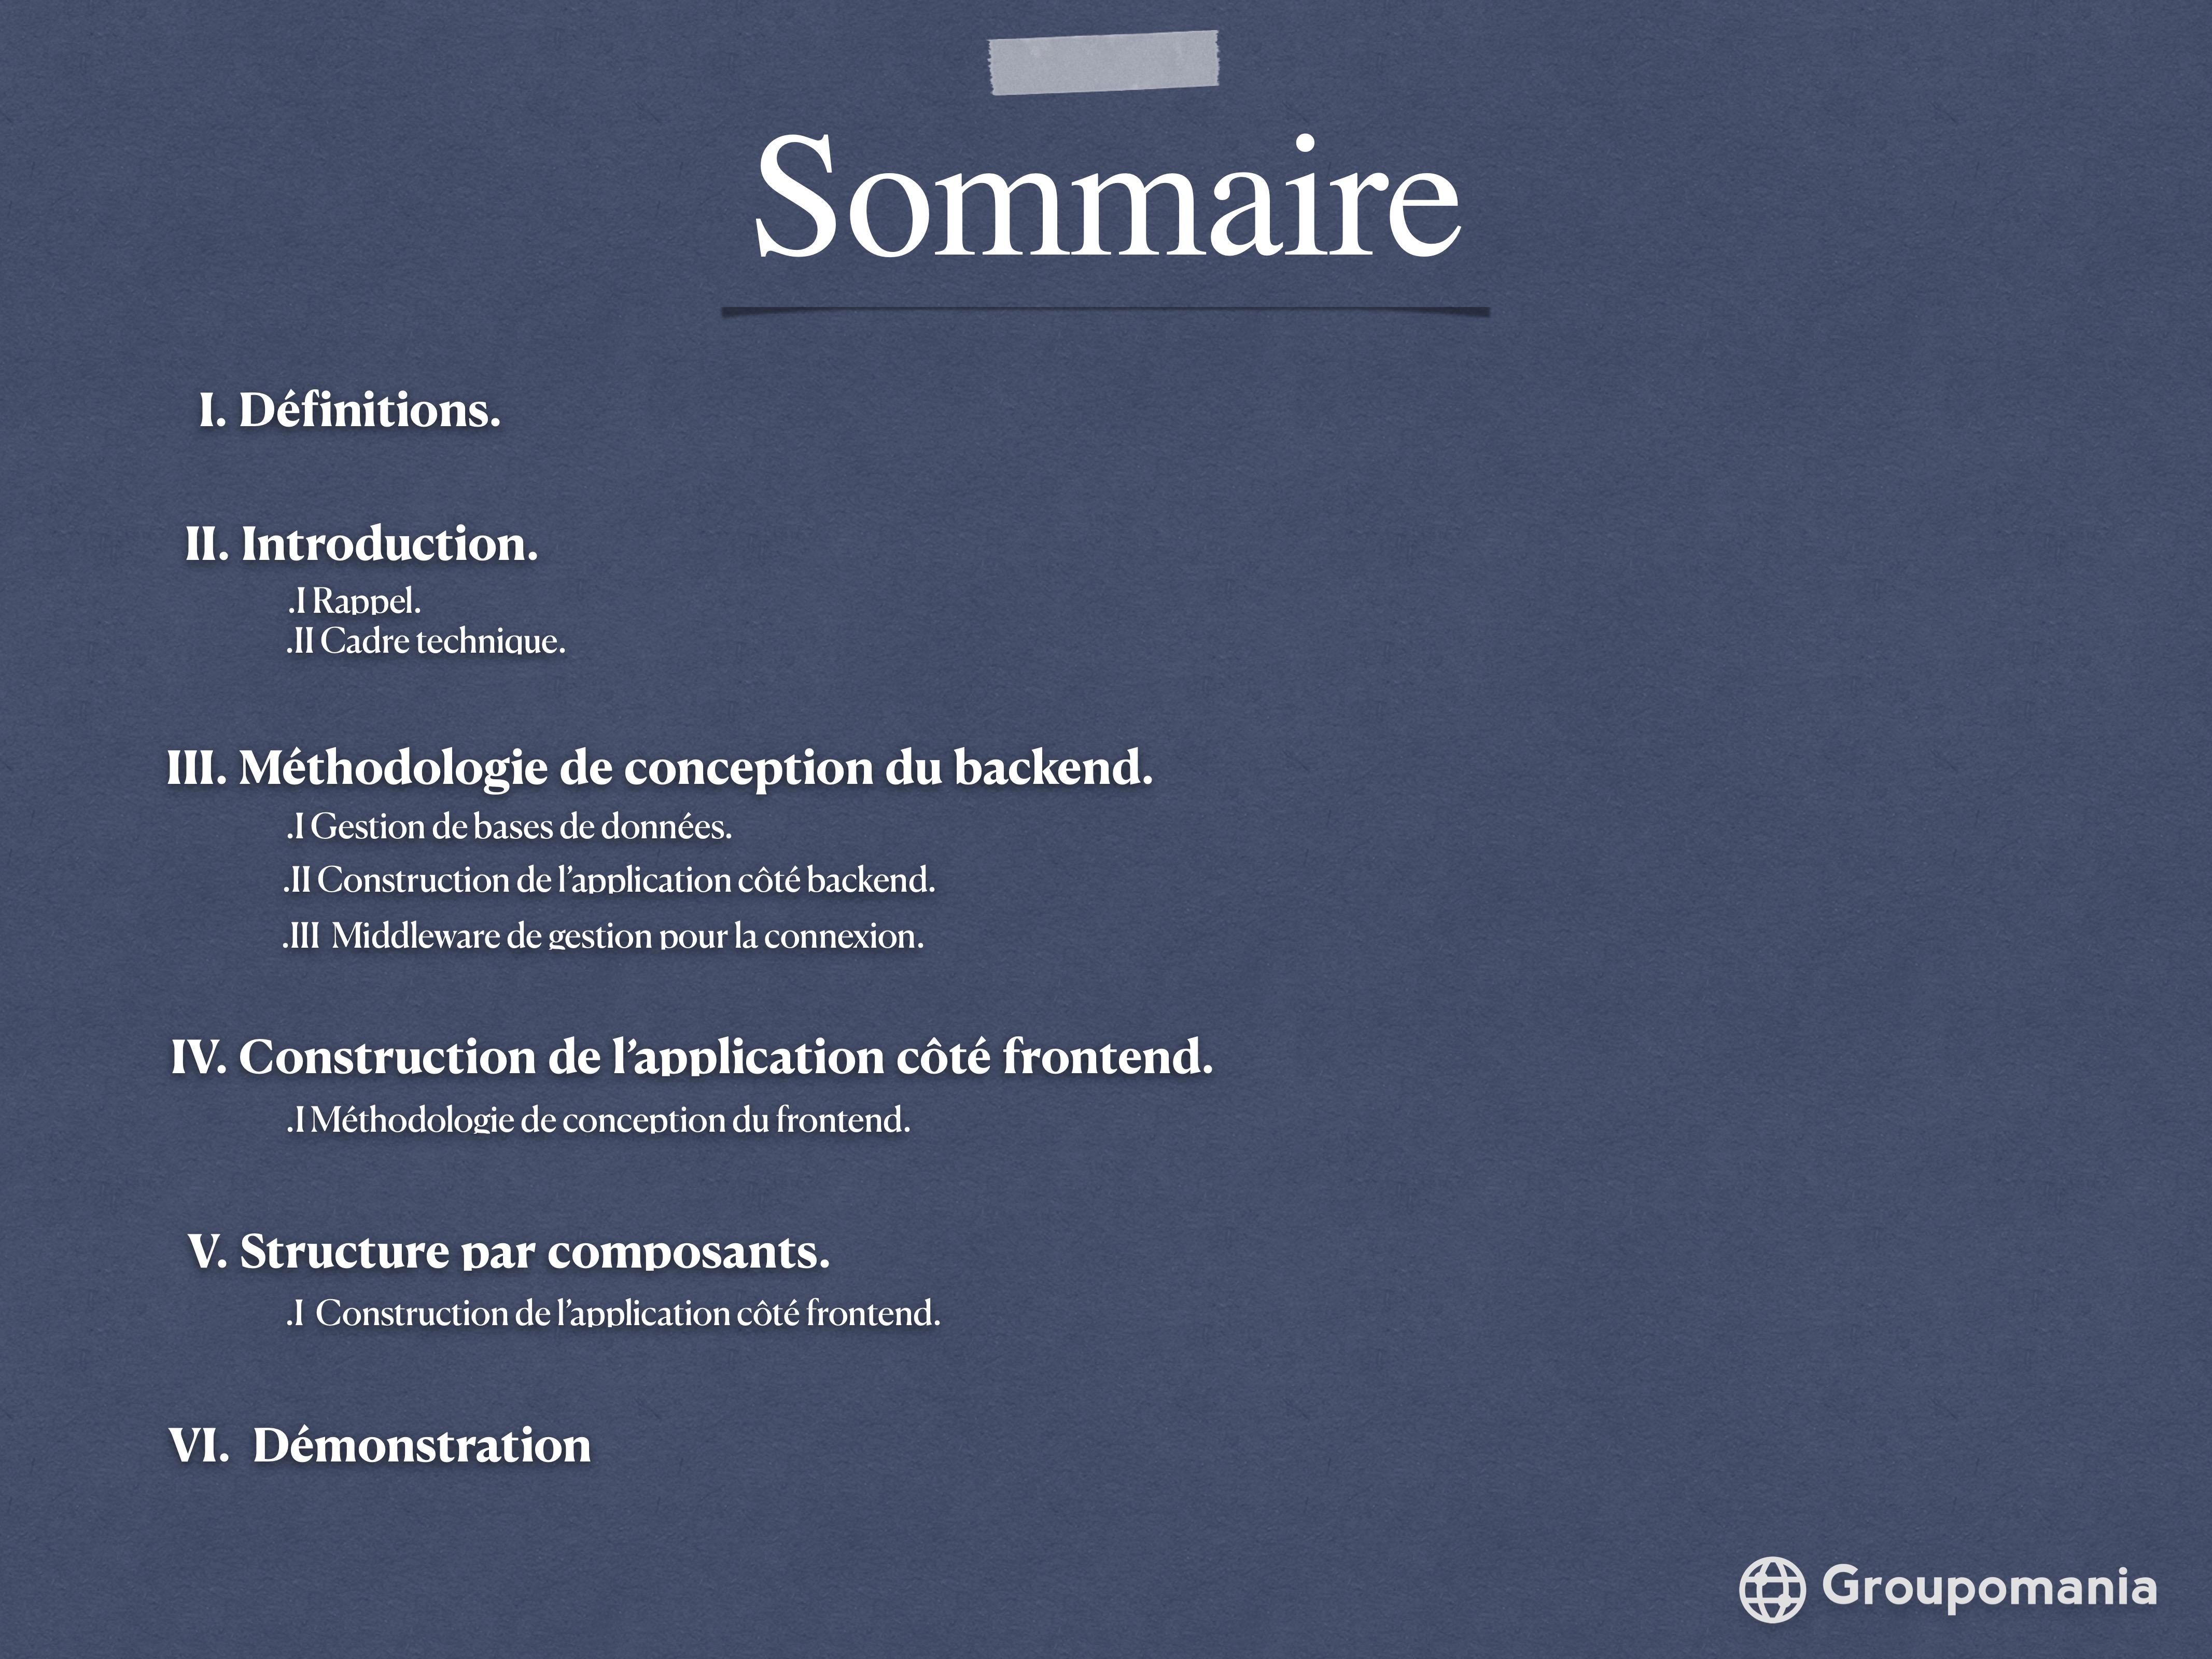 Sommaire
I. Définitions.
II. Introduction.
.I Rappel.
.II Cadre technique.
III. Méthodologie de conception du backend.
.I Gestion de bases de données.
.II Construction de l’application côté backend.
.III Middleware de gestion pour la connexion.
IV. Construction de l’application côté frontend.
.I Méthodologie de conception du frontend.
V. Structure par composants.
.I Construction de l’application côté frontend.
VI. Démonstration
Groupomania